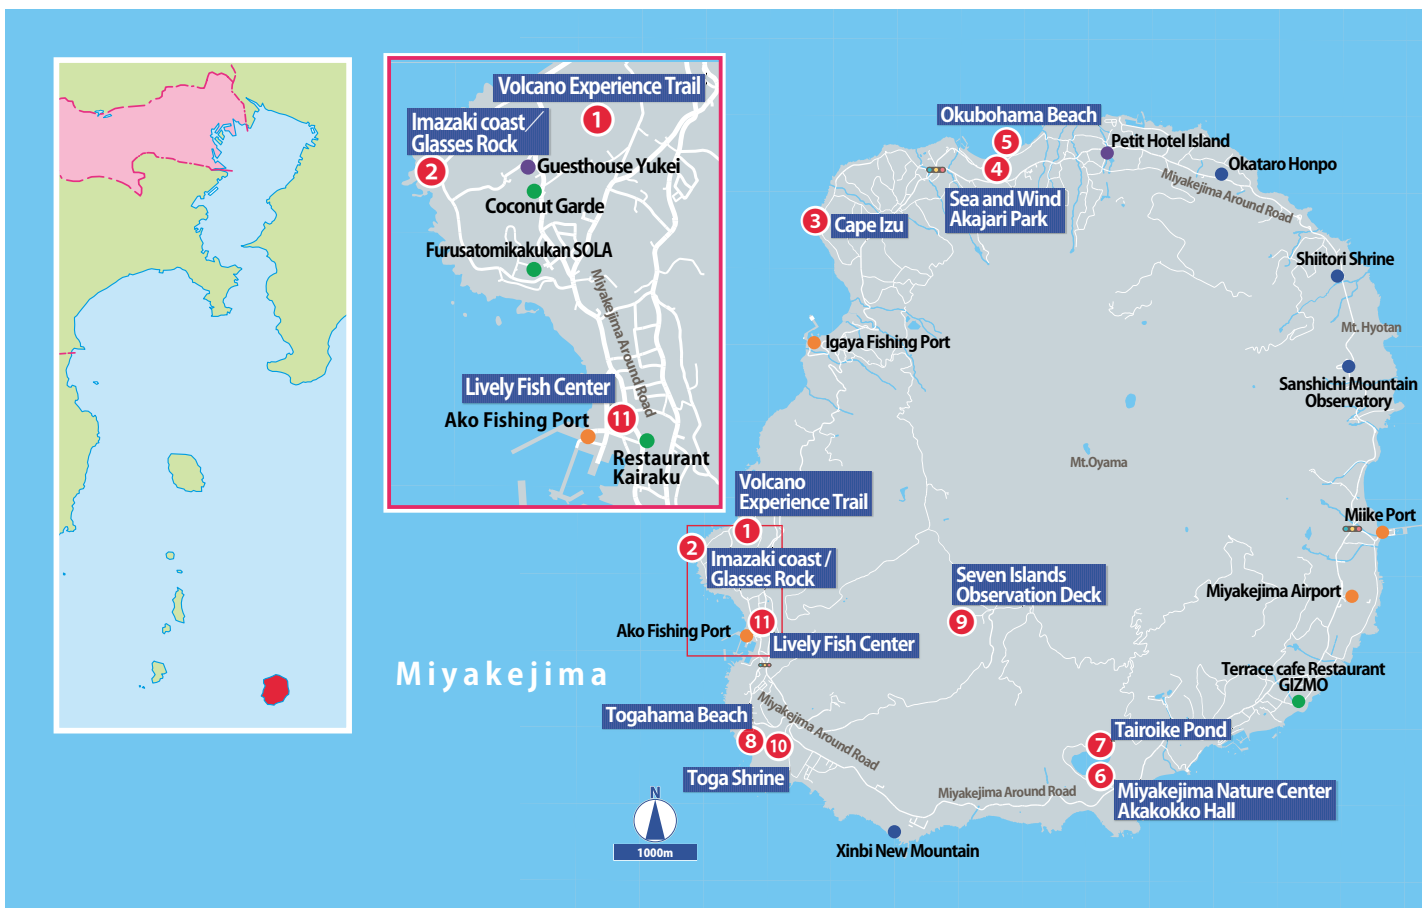 Volcano Experience Trail
1
Imazaki coast／
Glasses Rock
2
Guesthouse Yukei
Coconut Garde
Furusatomikakukan SOLA
Miyakejima Around Road
Lively Fish Center
11
Ako Fishing Port
Restaurant
Kairaku
Okubohama Beach
5
4
Petit Hotel Island
Okataro Honpo
Miyakejima Around Road
Sea and Wind
Akajari Park
3
Cape Izu
Shiitori Shrine
Mt. Hyotan
Igaya Fishing Port
Sanshichi Mountain
Observatory
Mt.Oyama
Volcano
Experience Trail
1
2
Imazaki coast /
Glasses Rock
Miike Port
Seven Islands
Observation Deck
9
Miyakejima Airport
Ako Fishing Port
11
Lively Fish Center
Miyakejima
Terrace cafe Restaurant
GIZMO
Togahama Beach
8
10
Toga Shrine
Miyakejima Around Road
7
Tairoike Pond
6
Miyakejima Nature Center
Akakokko Hall
Miyakejima Around Road
N
1000m
Xinbi New Mountain